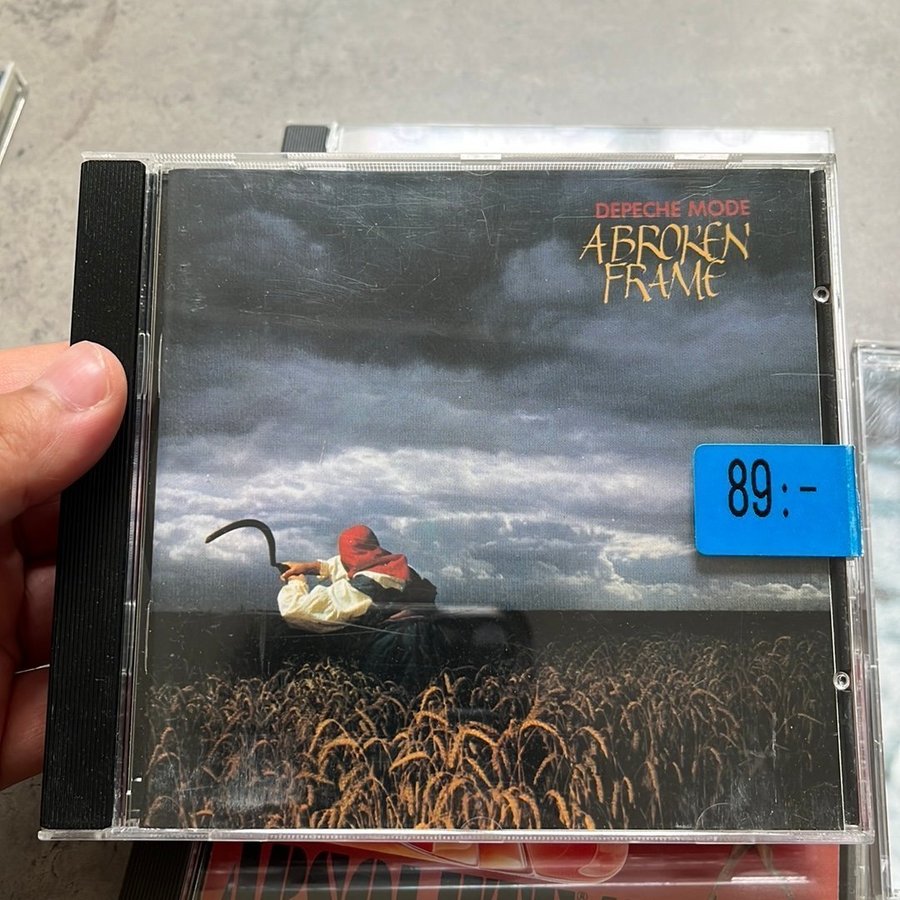 DEPECHE MODE
A BROKEN
FRAME
89:-